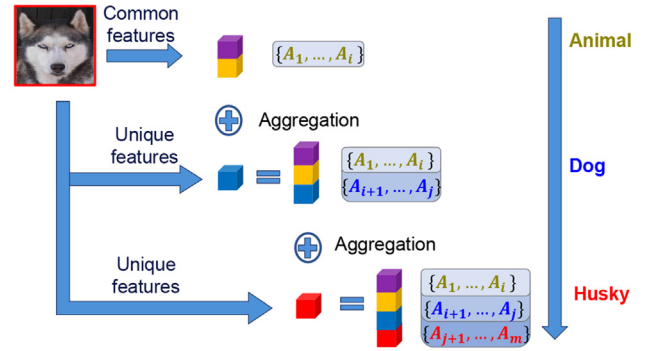 Common
features
{A₁, ..., Aᵢ}
Animal
Aggregation
Unique
features
=
{A₁, ..., Aᵢ}
{Aᵢ₊₁, ..., Aⱼ}
Dog
Aggregation
Unique
features
=
{A₁, ..., Aᵢ}
{Aᵢ₊₁, ..., Aⱼ}
{Aⱼ₊₁, ..., Aₘ}
Husky